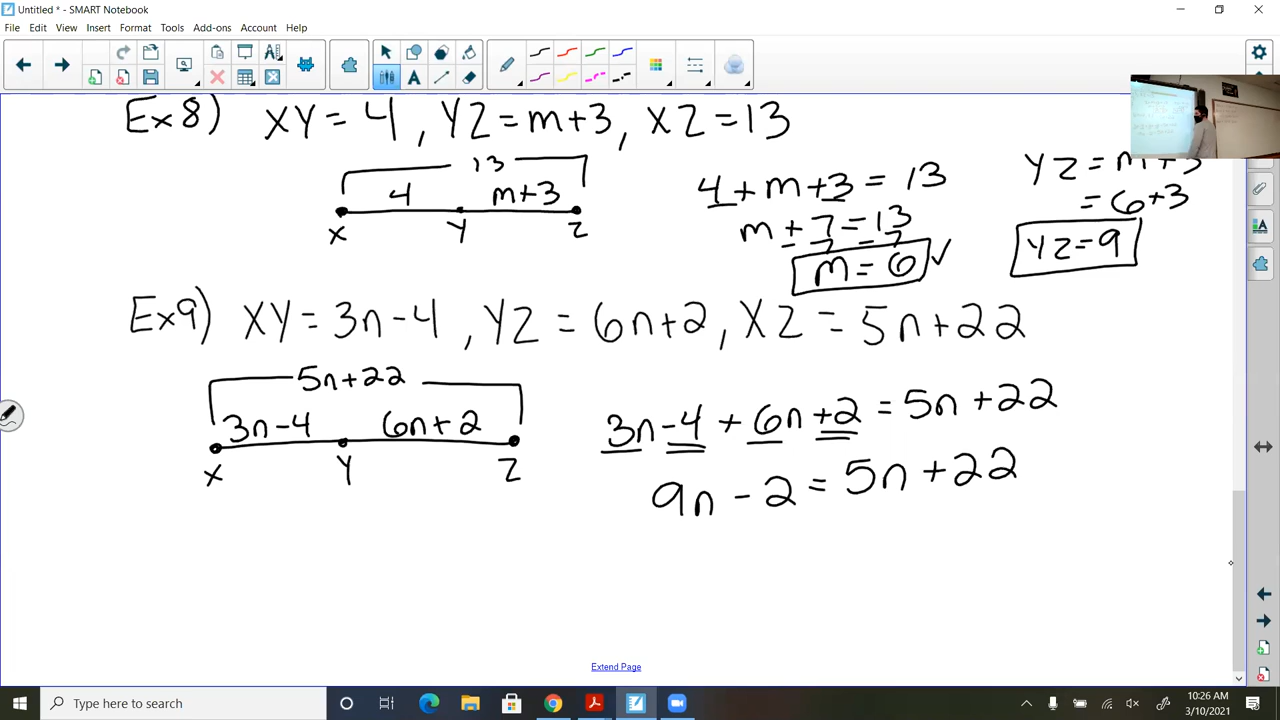 Untitled * - SMART Notebook
File Edit View Insert Format Tools Add-ons Account Help
Ex8) XY = 4, YZ = m+3, XZ = 13
13
4 m+3
X Y Z
4 + m + 3 = 13
m + 7 = 13
- 7 - 7
m = 6 ✓
YZ = m+3
= 6+3
YZ = 9
Ex9) XY = 3n-4, YZ = 6n+2, XZ = 5n+22
5n+22
3n-4 6n+2
X Y Z
3n-4 + 6n+2 = 5n+22
9n - 2 = 5n + 22
Extend Page
Type here to search
10:26 AM
3/10/2021